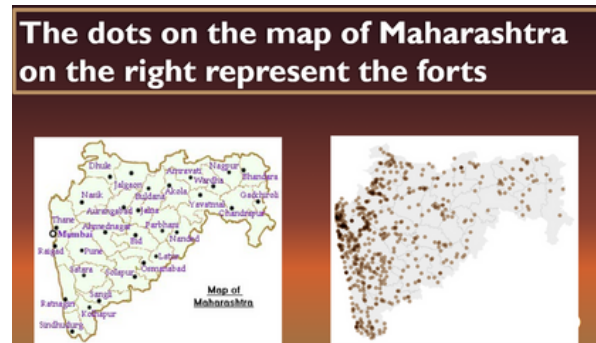 The dots on the map of Maharashtra
on the right represent the forts
Dhule
Jalgaon
Buldana
Akola
Amravati
Wardha
Nagpur
Bhandara
Nasik
Aurangabad
Jalna
Yavatmal
Chandrapur
Gadchiroli
Thane
Mumbai
Ahmednagar
Parbhani
Bid
Nanded
Raigad
Pune
Latur
Osmanabad
Satara
Solapur
Ratnagiri
Sangli
Kolhapur
Sindhudurg
Map of
Maharashtra